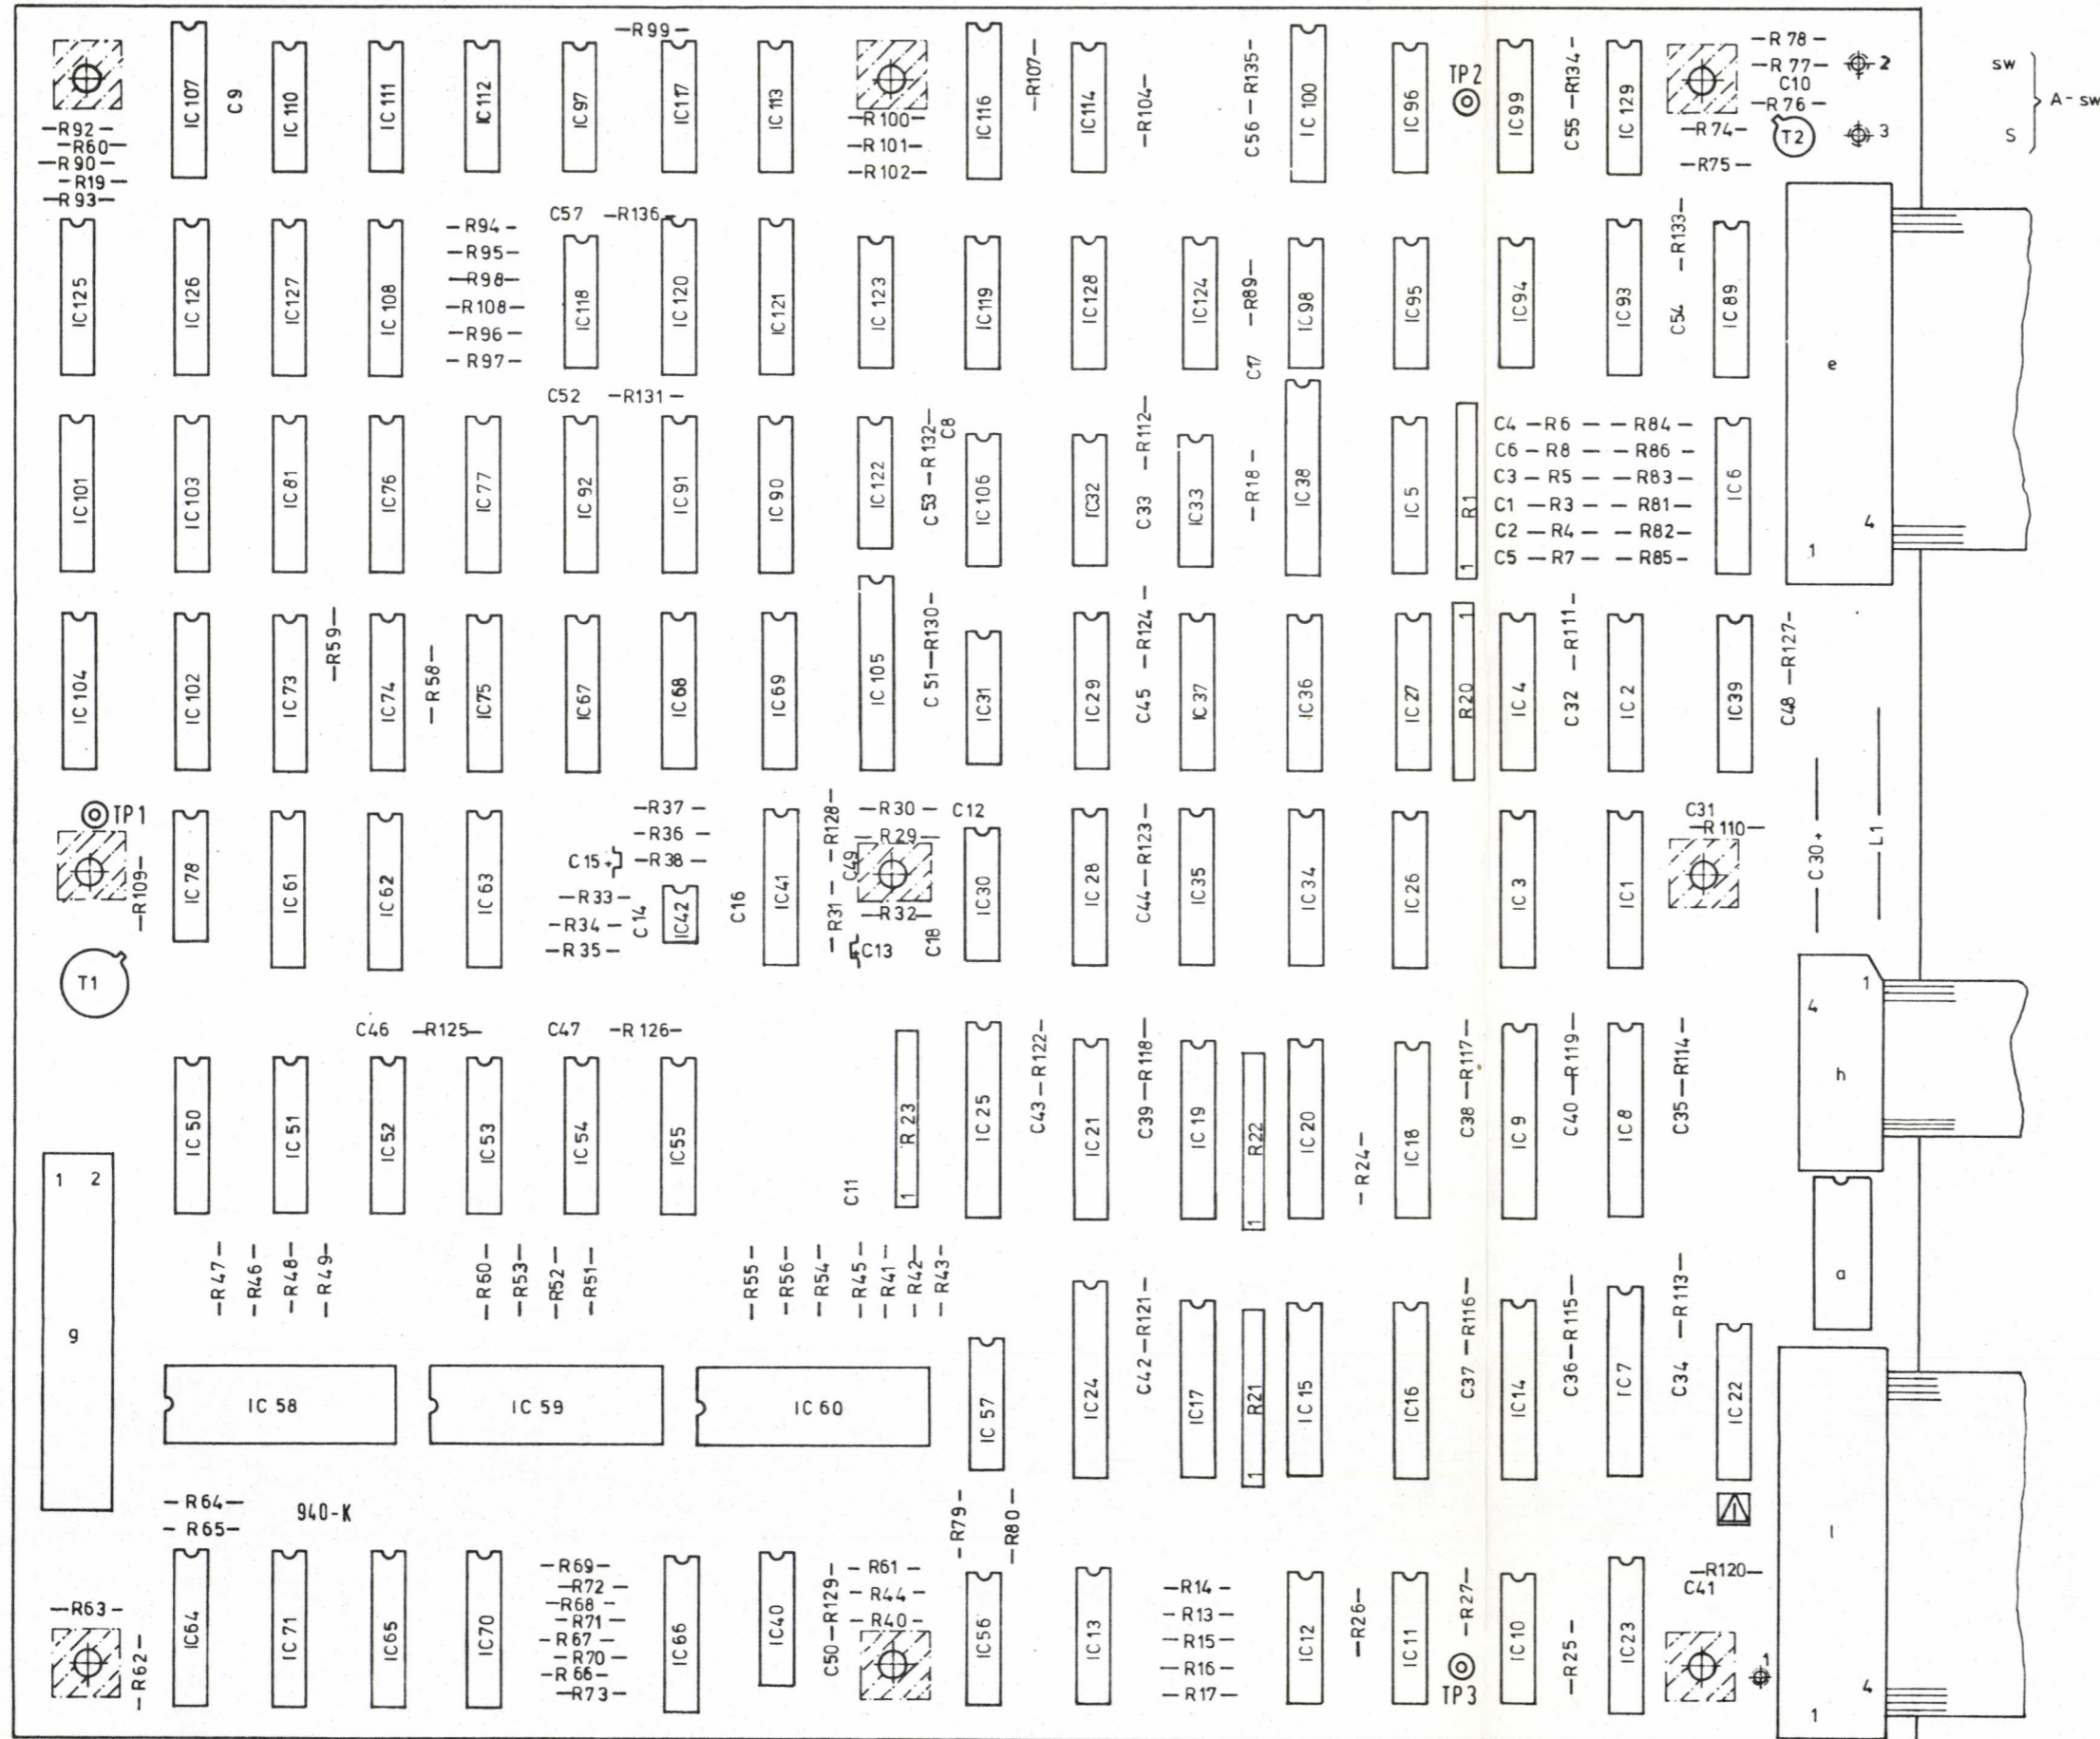 R99
IC107
C9
IC110
IC111
IC112
IC97
IC117
IC113
IC116
R107
IC114
R104
C56 R135
IC100
IC96
TP2
IC99
C55 R134
IC129
R78
R77
C10
R76
2
sw
A-sw
T2
3
S
R74
R75
R92
R60
R90
R19
R93
R100
R101
R102
IC125
IC126
IC127
IC108
R94
R95
R98
R108
R96
R97
C57 R136
IC118
IC120
IC121
IC123
IC119
IC128
IC124
C17 R89
IC98
IC95
IC94
IC93
C54 R133
IC89
e
4
1
C52 R131
IC101
IC103
IC81
IC76
IC77
IC92
IC91
IC90
IC122
C53 R132
C8
IC106
IC32
C33 R112
IC33
R18
IC38
IC5
R1
1
C4 R6 R84
C6 R8 R86
C3 R5 R83
C1 R3 R81
C2 R4 R82
C5 R7 R85
IC6
IC104
IC102
IC73
R59
IC74
R58
IC75
IC67
IC68
IC69
IC105
C51 R130
IC31
IC29
C45 R124
IC37
IC36
IC27
R20
1
IC4
C32 R111
IC2
IC39
C48 R127
TP1
R109
IC78
IC61
IC62
IC63
C15+
R37
R36
R38
R33
R34
R35
C14
IC42
C16
IC41
R31 R128
C49
R30
R29
R32
C13
C12
C18
IC30
IC28
C44 R123
IC35
IC34
IC26
IC3
IC1
C31
R110
C30+
L1
T1
C46 R125
C47 R126
IC50
IC51
IC52
IC53
IC54
IC55
C11
R23
1
IC25
C43 R122
IC21
C39 R118
IC19
R22
1
IC20
R24
IC18
C38 R117
IC9
C40 R119
IC8
C35 R114
1
4
h
a
1 2
g
R47
R46
R48
R49
R60
R53
R52
R51
R55
R56
R54
R45
R41
R42
R43
IC58
IC59
IC60
IC57
IC24
C42 R121
IC17
R21
1
IC15
IC16
C37 R116
IC14
C36 R115
IC7
C34 R113
IC22
l
4
1
R64
R65
940-K
R79
R80
R63
R62
IC64
IC71
IC65
IC70
R69
R72
R68
R71
R67
R70
R66
R73
IC66
IC40
C50 R129
R61
R44
R40
IC56
IC13
R14
R13
R15
R16
R17
IC12
R26
IC11
R27
TP3
IC10
R25
IC23
R120
C41
1